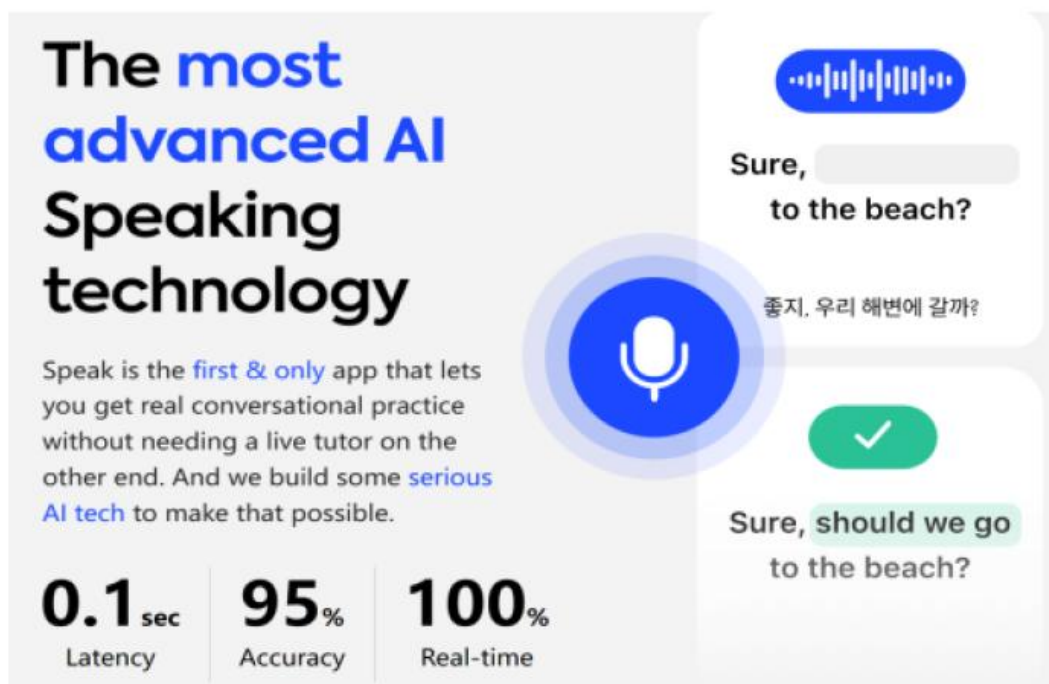 The most
advanced AI
Speaking
technology
Speak is the first & only app that lets
you get real conversational practice
without needing a live tutor on the
other end. And we build some serious
AI tech to make that possible.
0.1 sec
Latency
95%
Accuracy
100%
Real-time
Sure,
to the beach?
좋지, 우리 해변에 갈까?
Sure, should we go
to the beach?